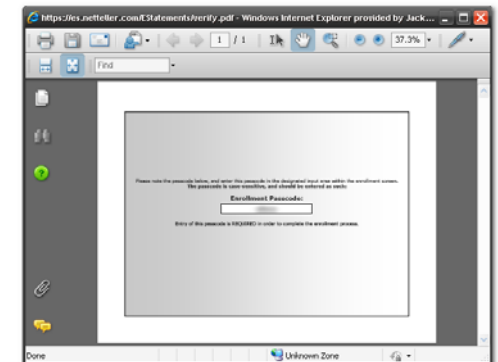 https://es.netteller.com/EStatements/verify.pdf - Windows Internet Explorer provided by Jack...
1 / 1
37.3%
Find
Please note the passcode below, and enter this passcode in the designated input area within the enrollment screen.
The passcode is case-sensitive, and should be entered as such:
Enrollment Passcode:
Entry of this passcode is REQUIRED in order to complete the enrollment process.
Done
Unknown Zone